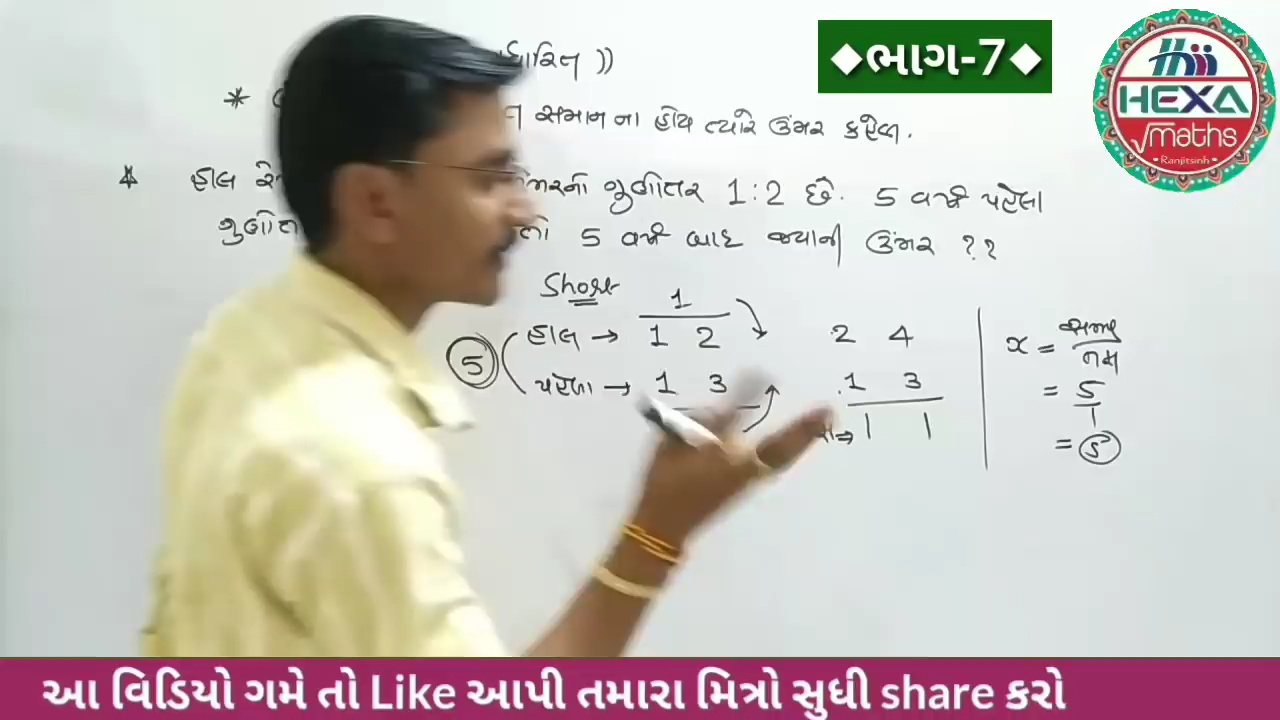 ◆ભાગ-7◆
HEXA
√maths
• Ranjitsinh •
* સમાન ના હોય ત્યારે ઉંમર
* હાલ ગુણોત્તર 1:2 છે. 5 વર્ષ પહેલા
5 વર્ષ બાદ જ્યાની ઉંમર ??
Short
1
5 હાલ → 1 2
2 4
પહેલા → 1 3
1 3
⇒ 1 1
x =
= 5
1
= 5
આ વિડિયો ગમે તો Like આપી તમારા મિત્રો સુધી share કરો